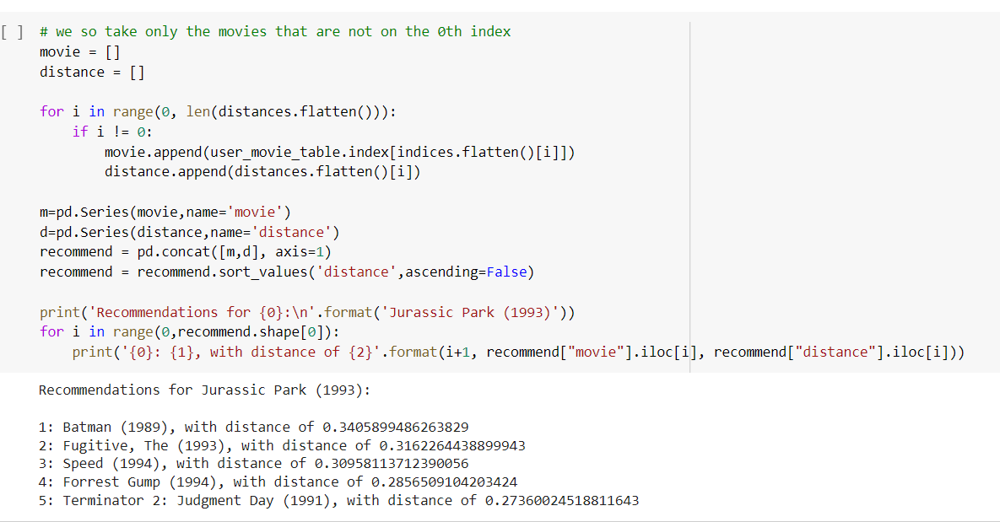 [ ] # we so take only the movies that are not on the 0th index
movie = []
distance = []
for i in range(0, len(distances.flatten())):
if i != 0:
movie.append(user_movie_table.index[indices.flatten()[i]])
distance.append(distances.flatten()[i])
m=pd.Series(movie,name='movie')
d=pd.Series(distance,name='distance')
recommend = pd.concat([m,d], axis=1)
recommend = recommend.sort_values('distance',ascending=False)
print('Recommendations for {0}:\n'.format('Jurassic Park (1993)'))
for i in range(0,recommend.shape[0]):
print('{0}: {1}, with distance of {2}'.format(i+1, recommend["movie"].iloc[i], recommend["distance"].iloc[i]))
Recommendations for Jurassic Park (1993):
1: Batman (1989), with distance of 0.3405899486263829
2: Fugitive, The (1993), with distance of 0.3162264438899943
3: Speed (1994), with distance of 0.30958113712390056
4: Forrest Gump (1994), with distance of 0.2856509104203424
5: Terminator 2: Judgment Day (1991), with distance of 0.27360024518811643